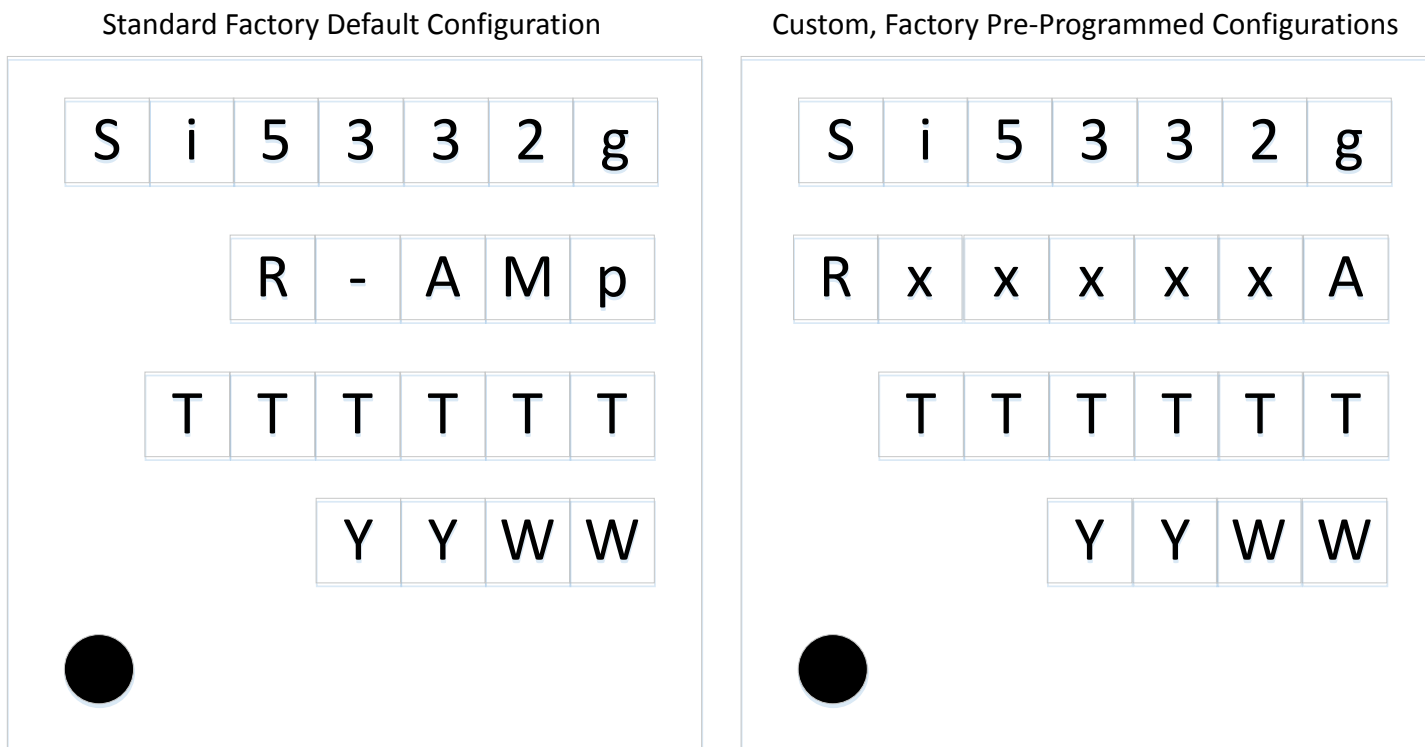 Standard Factory Default Configuration
Si5332g
R-AMp
TTTTTT
YYWW
Custom, Factory Pre-Programmed Configurations
Si5332g
RxxxxxA
TTTTTT
YYWW